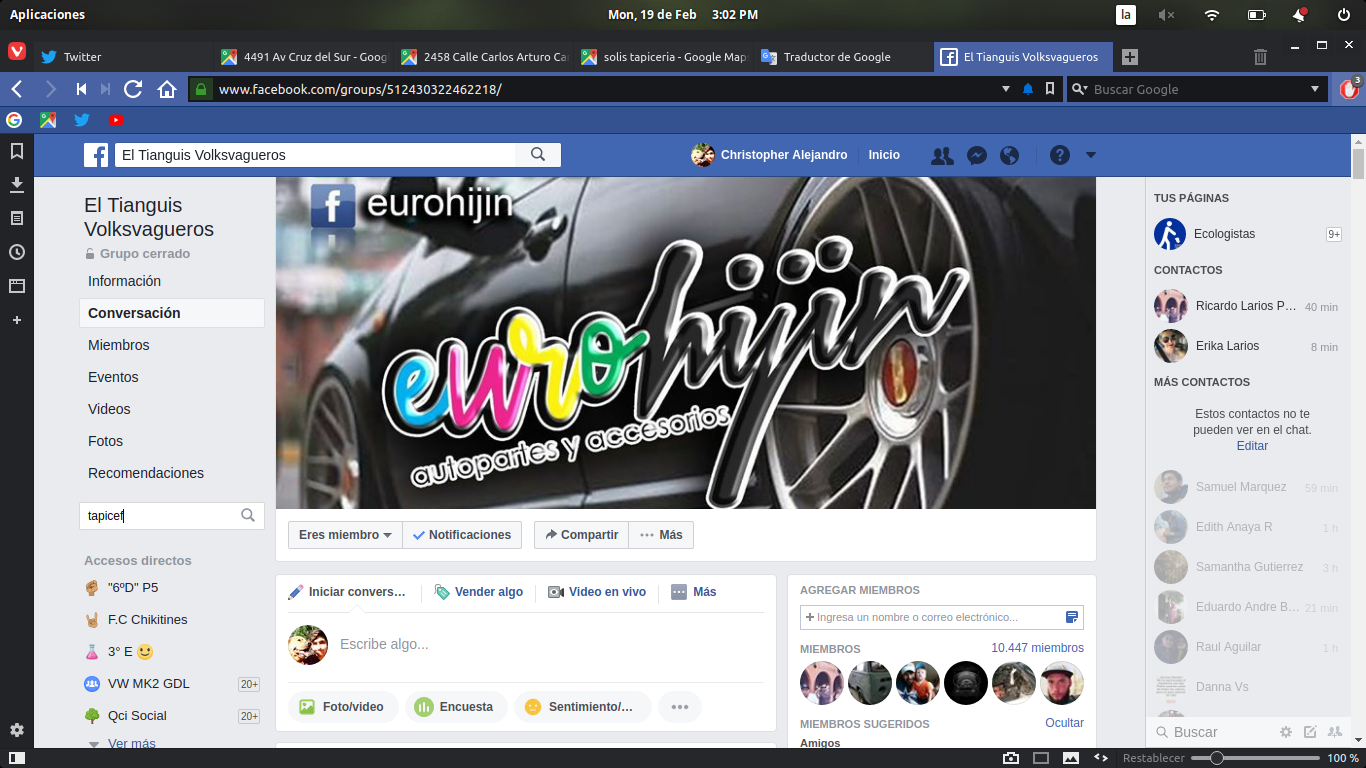 Aplicaciones
Mon, 19 de Feb 3:02 PM
la
Twitter
4491 Av Cruz del Sur - Goog
2458 Calle Carlos Arturo Ca
solis tapiceria - Google Map
Traductor de Google
El Tianguis Volksvagueros
www.facebook.com/groups/512430322462218/
Buscar Google
3
El Tianguis Volksvagueros
Christopher Alejandro
Inicio
El Tianguis
Volksvagueros
Grupo cerrado
Información
Conversación
Miembros
Eventos
Videos
Fotos
Recomendaciones
tapicef
Accesos directos
"6ºD" P5
F.C Chikitines
3° E
VW MK2 GDL
20+
Qci Social
20+
Ver más
eurohijin
eurohijin
autopartes y accesorios
Eres miembro
Notificaciones
Compartir
Más
Iniciar convers...
Vender algo
Video en vivo
Más
Escribe algo...
Foto/video
Encuesta
Sentimiento/...
AGREGAR MIEMBROS
Ingresa un nombre o correo electrónico...
MIEMBROS
10.447 miembros
MIEMBROS SUGERIDOS
Ocultar
Amigos
TUS PÁGINAS
Ecologistas
9+
CONTACTOS
Ricardo Larios P...
40 min
Erika Larios
8 min
MÁS CONTACTOS
Estos contactos no te
pueden ver en el chat.
Editar
Samuel Marquez
59 min
Edith Anaya R
1 h
Samantha Gutierrez
3 h
Eduardo Andre B...
21 min
Raul Aguilar
1 h
Danna Vs
Buscar
Restablecer
100 %